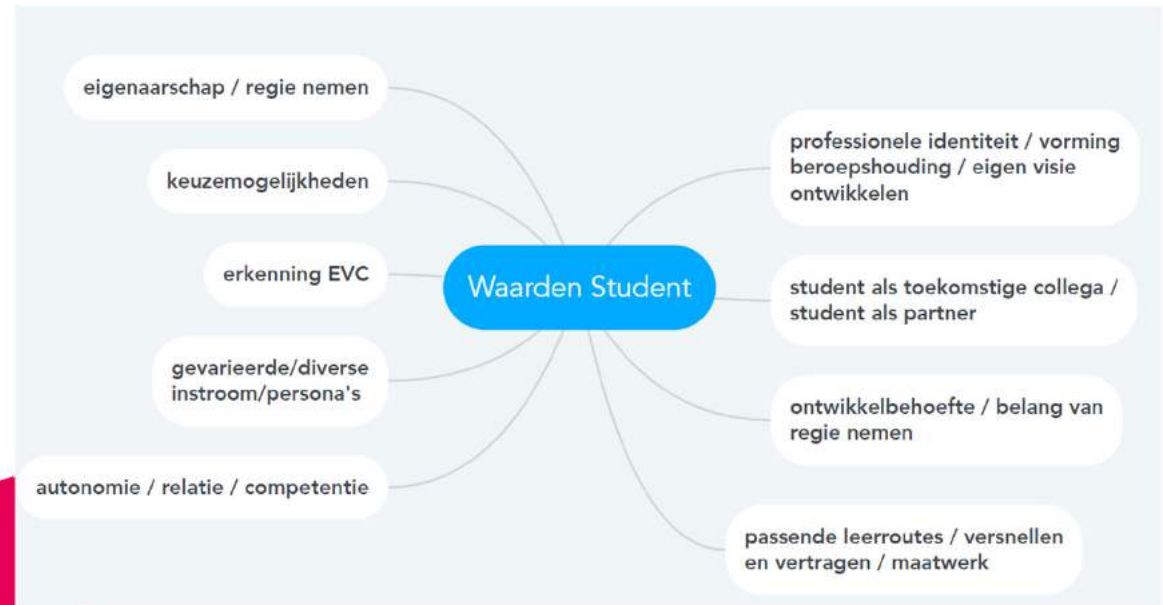 eigenaarschap / regie nemen
keuzemogelijkheden
erkenning EVC
gevarieerde/diverse
instroom/persona's
autonomie / relatie / competentie
Waarden Student
professionele identiteit / vorming
beroepshouding / eigen visie
ontwikkelen
student als toekomstige collega /
student als partner
ontwikkelbehoefte / belang van
regie nemen
passende leerroutes / versnellen
en vertragen / maatwerk